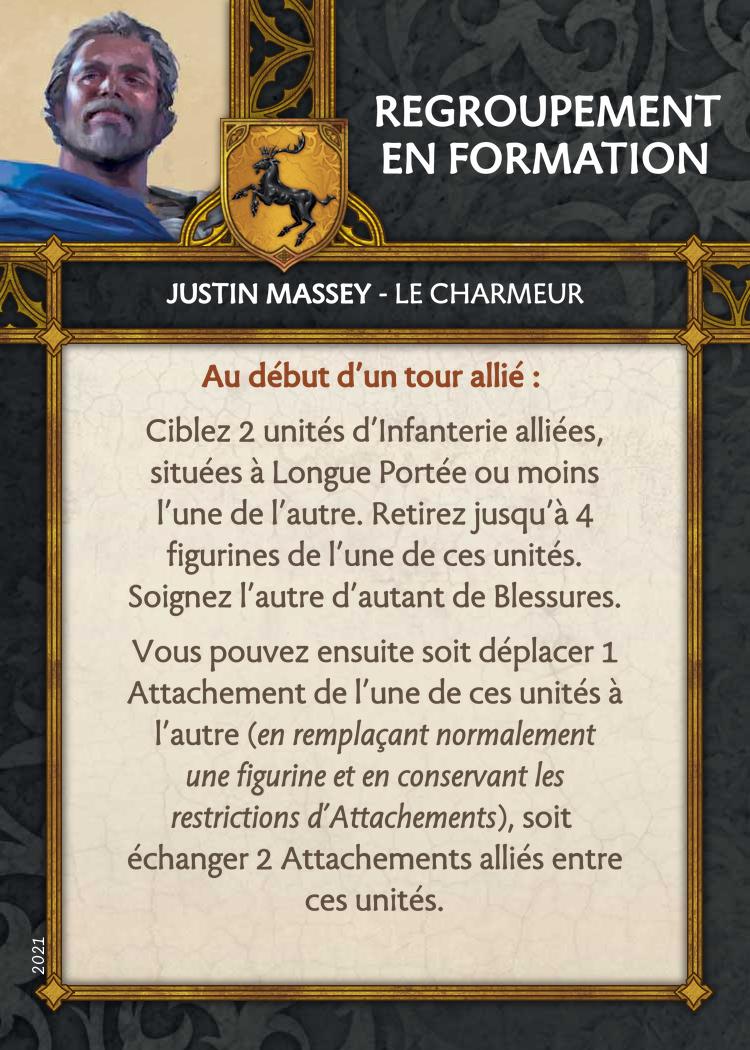 REGROUPEMENT
EN FORMATION
JUSTIN MASSEY - LE CHARMEUR
Au début d'un tour allié :
Ciblez 2 unités d'Infanterie alliées,
situées à Longue Portée ou moins
l'une de l'autre. Retirez jusqu'à 4
figurines de l'une de ces unités.
Soignez l'autre d'autant de Blessures.
Vous pouvez ensuite soit déplacer 1
Attachement de l'une de ces unités à
l'autre (en remplaçant normalement
une figurine et en conservant les
restrictions d'Attachements), soit
échanger 2 Attachements alliés entre
ces unités.
2021